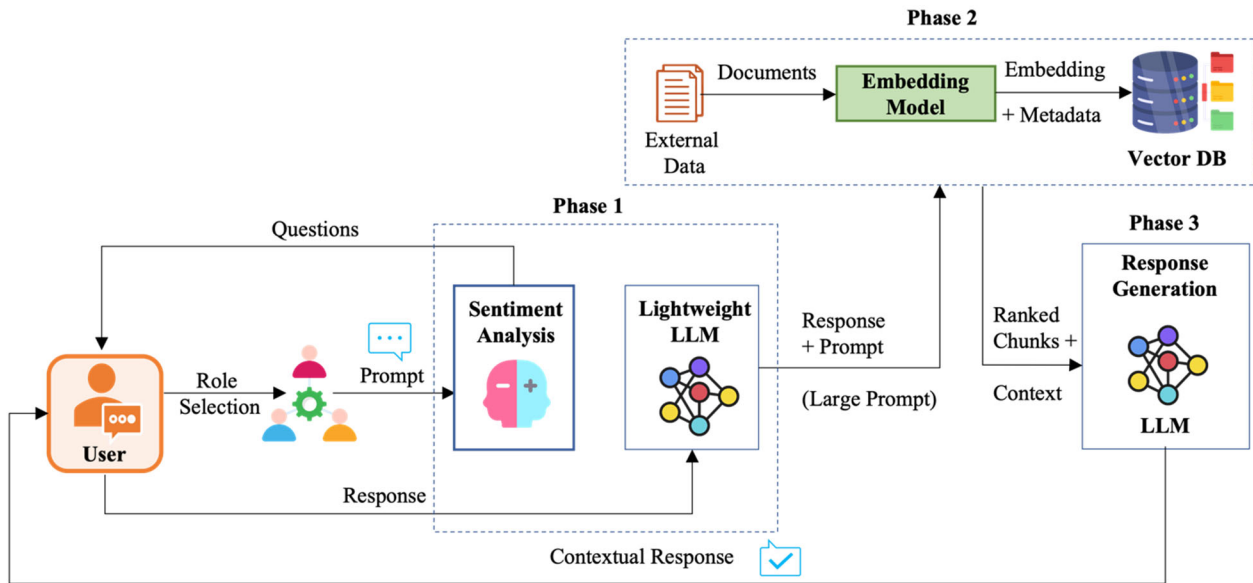 Phase 2
Documents
Embedding
Model
Embedding
+ Metadata
External
Data
Vector DB
Phase 1
Questions
Sentiment
Analysis
Lightweight
LLM
Role
Selection
Prompt
User
Response
Response
+ Prompt
(Large Prompt)
Phase 3
Ranked
Chunks +
Context
Response
Generation
LLM
Contextual Response